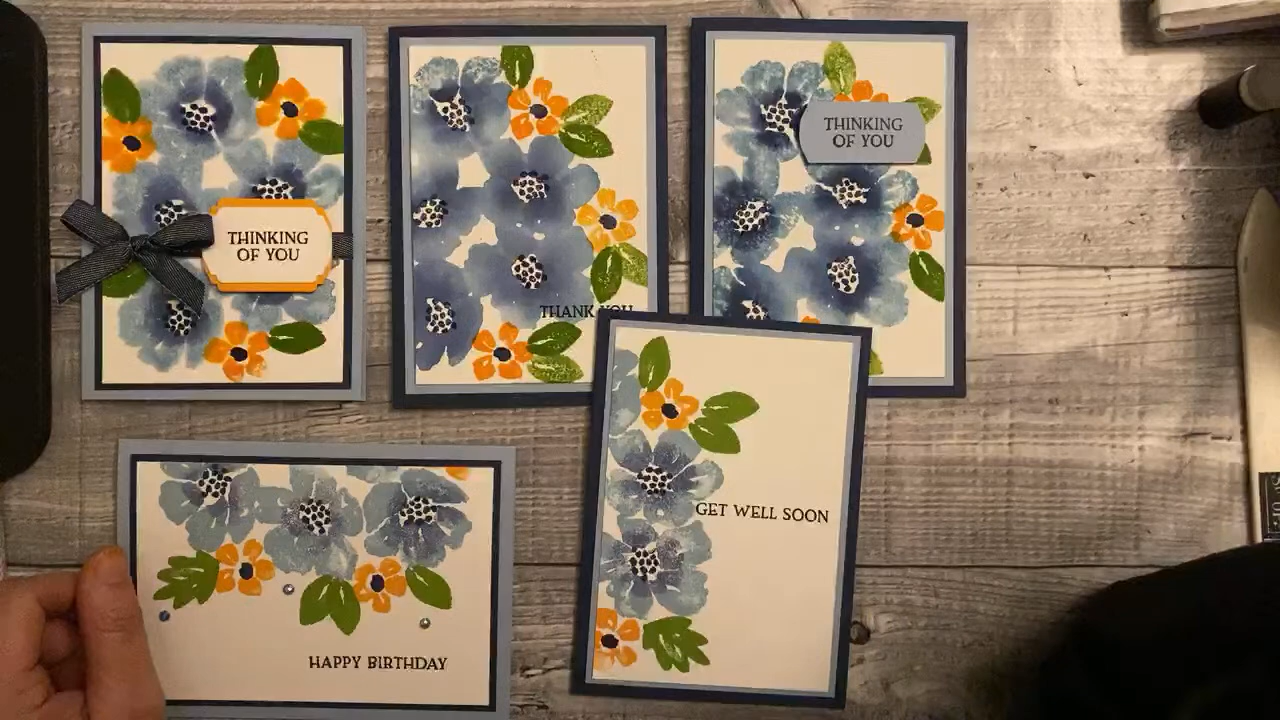 THINKING
OF YOU
THANK YOU
THINKING
OF YOU
GET WELL SOON
HAPPY BIRTHDAY